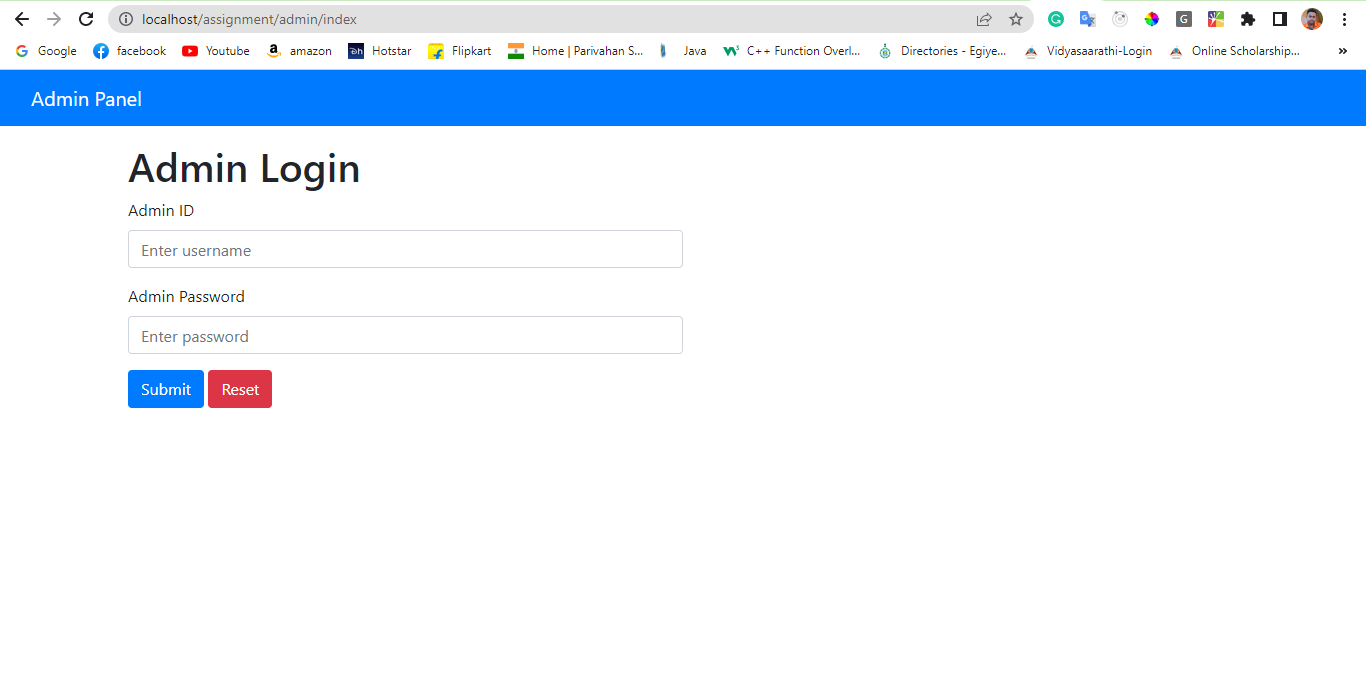 localhost/assignment/admin/index
Google facebook Youtube amazon Hotstar Flipkart Home | Parivahan S... Java C++ Function Overl... Directories - Egiye... Vidyasaarathi-Login Online Scholarship... »
Admin Panel
Admin Login
Admin ID
Enter username
Admin Password
Enter password
Submit Reset